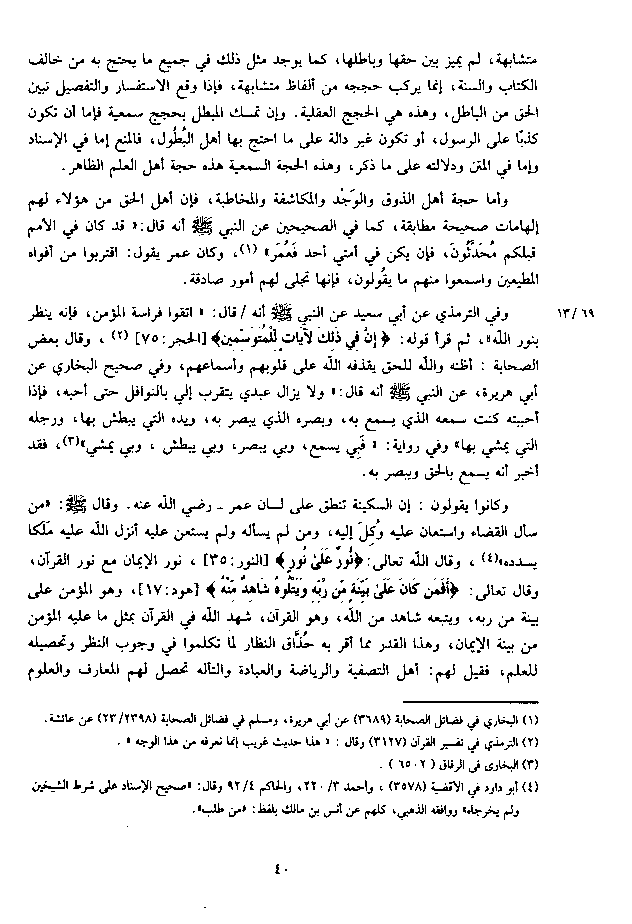 متشابهة، لم يميز بين حقها وباطلها، كما يوجد مثل ذلك في جميع ما يحتج به من خالف
الكتاب والسنة، إنما يركب حججه من ألفاظ متشابهة، فإذا وقع الاستفسار والتفصيل تبين
الحق من الباطل، وهذه هي الحجج العقلية. وإن تمسك المبطل بحجج سمعية فإما أن تكون
كذبًا على الرسول، أو تكون غير دالة على ما احتج بها أهل البُطُول، فالمنع إما في الإسناد
وإما في المتن ودلالته على ما ذكر، وهذه الحجة السمعية هذه حجة أهل العلم الظاهر.
وأما حجة أهل الذوق والوَجْد والمكاشفة والمخاطبة، فإن أهل الحق من هؤلاء لهم
إلهامات صحيحة مطابقة، كما في الصحيحين عن النبي ﷺ أنه قال: « قد كان في الأمم
قبلكم مُحَدَّثُونَ، فإن يكن في أمتي أحد فَعُمَر» (١)، وكان عمر يقول: اقتربوا من أفواه
المطيعين واسمعوا منهم ما يقُولون، فإنها تجلى لهم أمور صادقة.
وفي الترمذي عن أبي سعيد عن النبي ﷺ أنه / قال: « اتقوا فراسة المؤمن، فإنه ينظر ١٣/٦٩
بنور الله»، ثم قرأ قوله: ﴿ إِنَّ فِي ذَلِكَ لآيَاتٍ لِّلْمُتَوَسِّمِينَ﴾ [الحجر:٧٥] (٢) ، وقال بعض
الصحابة : أظنه والله للحق يقذفه الله على قلوبهم وأسماعهم، وفي صحيح البخاري عن
أبي هريرة، عن النبي ﷺ أنه قال: « ولا يزال عبدي يتقرب إلي بالنوافل حتى أحبه، فإذا
أحببته كنت سمعه الذي يسمع به، وبصره الذي يبصر به، ويده التي يبطش بها، ورجله
التي يمشي بها» وفي رواية: « فَبِي يسمع، وبي يبصر، وبي يبطش ، وبي يمشي»(٣)، فقد
أخبر أنه يسمع بالحق ويبصر به.
وكانوا يقولون : إن السكينة تنطق على لسان عمر ـ رضي الله عنه. وقال ﷺ: «من
سأل القضاء واستعان عليه وُكِلَ إليه، ومن لم يسأله ولم يستعن عليه أنزل الله عليه مَلَكًا
يسدده»(٤) ، وقال الله تعالى: ﴿نُورٌ عَلَىٰ نُورٍ ﴾ [النور:٣٥] ، نور الإيمان مع نور القرآن،
وقال تعالى: ﴿أَفَمَن كَانَ عَلَىٰ بَيِّنَةٍ مِّن رَّبِّهِ وَيَتْلُوهُ شَاهِدٌ مِّنْهُ ﴾ [هود:١٧]، وهو المؤمن على
بينة من ربه، ويتبعه شاهد من الله، وهو القرآن، شهد الله في القرآن بمثل ما عليه المؤمن
من بينة الإيمان، وهذا القدر مما أقر به حُذَّاق النظار لما تكلموا في وجوب النظر وتحصيله
للعلم، فقيل لهم: أهل التصفية والرياضة والعبادة والتأله تحصل لهم المعارف والعلوم
(١) البخاري في فضائل الصحابة (٣٦٨٩) عن أبي هريرة، ومسلم في فضائل الصحابة (٢٣/٢٣٩٨) عن عائشة.
(٢) الترمذي في تفسير القرآن (٣١٢٧) وقال : « هذا حديث غريب إنما نعرفه من هذا الوجه » .
(٣) البخارى فى الرقاق ( ٦٥٠٢ ) .
(٤) أبو داود في الأقضية (٣٥٧٨) ، وأحمد ٣/ ٢٢٠، والحاكم ٩٢/٤ وقال: «صحيح الإسناد على شرط الشيخين
ولم يخرجاه» ووافقه الذهبي، كلهم عن أنس بن مالك بلفظ: «من طلب».
٤٠